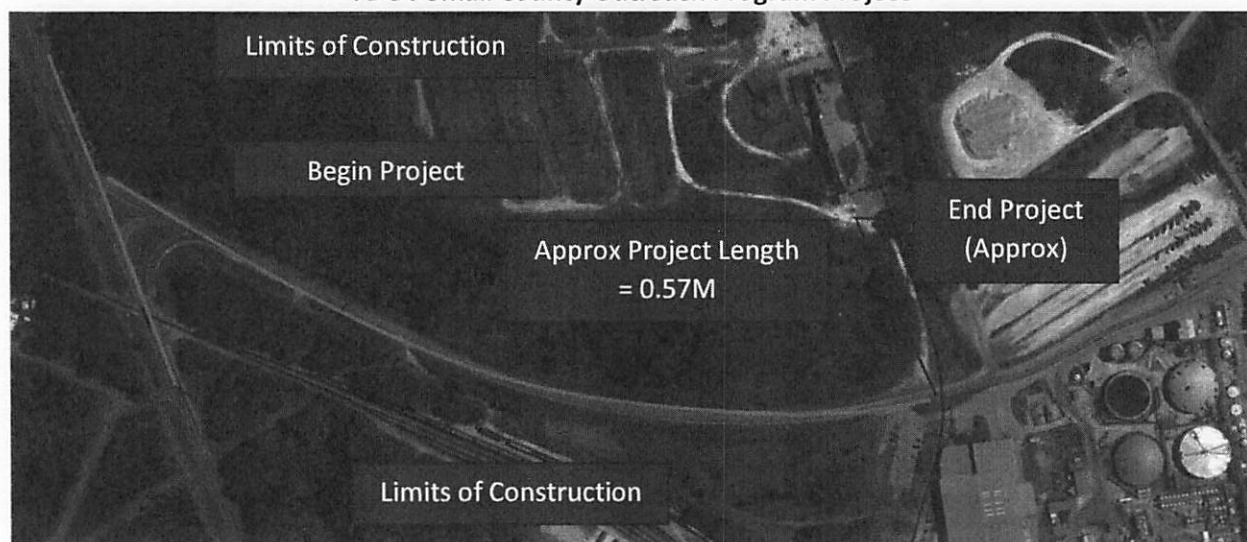 Limits of Construction
Begin Project
Approx Project Length
= 0.57M
End Project
(Approx)
Limits of Construction